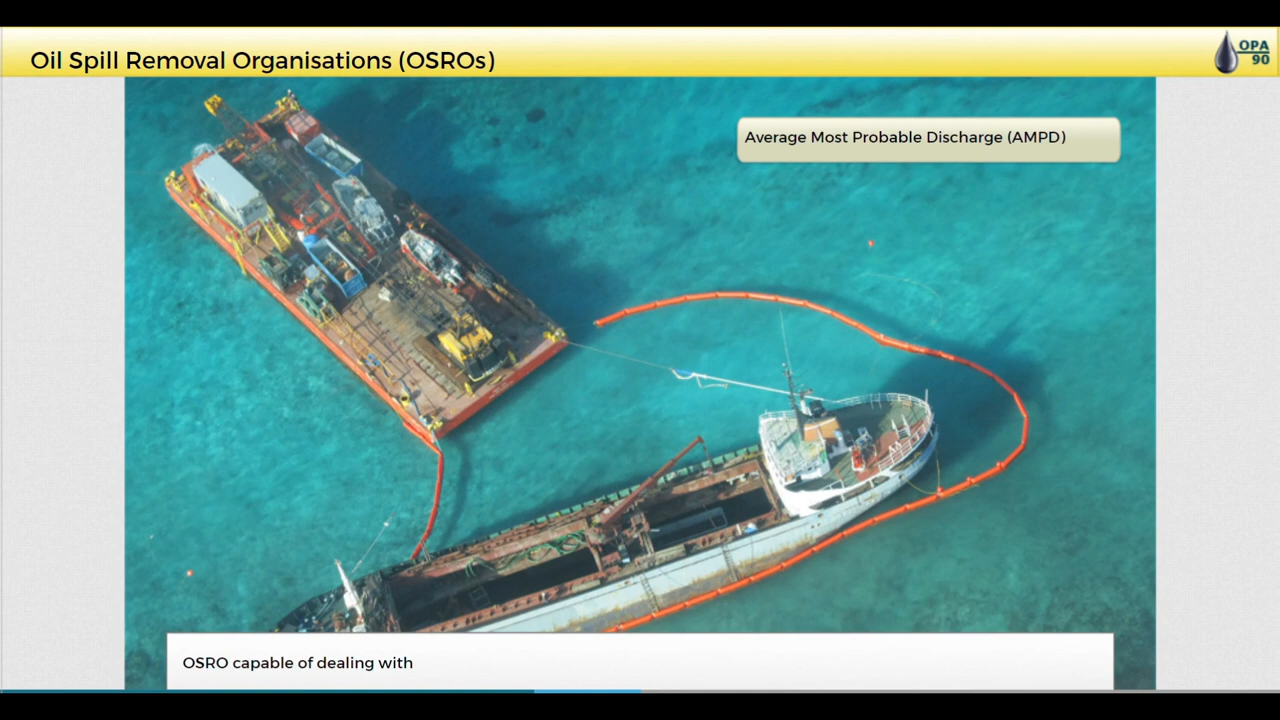 Oil Spill Removal Organisations (OSROs)
OPA
90
Average Most Probable Discharge (AMPD)
OSRO capable of dealing with